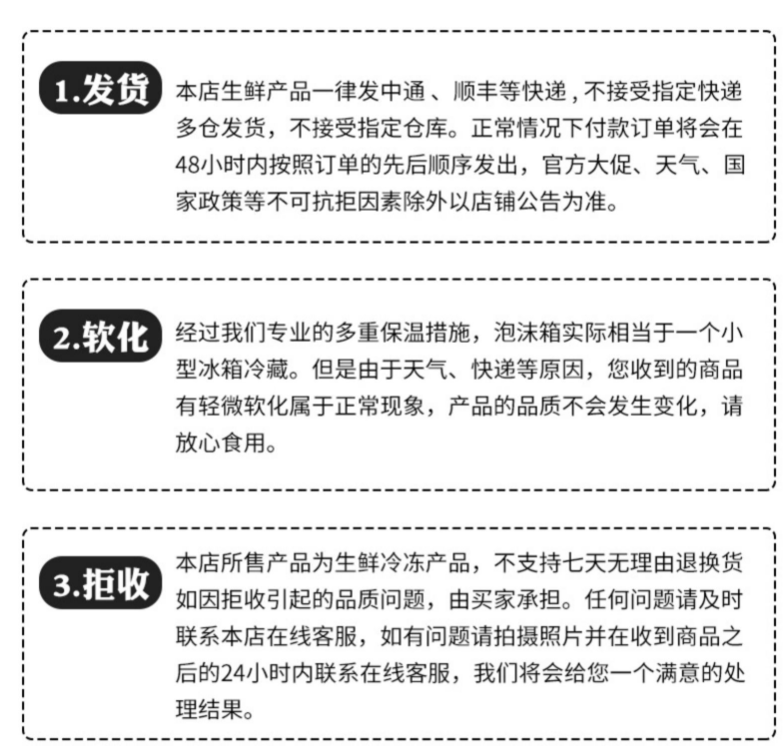 1.发货
本店生鲜产品一律发中通、顺丰等快递,不接受指定快递
多仓发货，不接受指定仓库。正常情况下付款订单将会在
48小时内按照订单的先后顺序发出，官方大促、天气、国
家政策等不可抗拒因素除外以店铺公告为准。
2.软化
经过我们专业的多重保温措施，泡沫箱实际相当于一个小
型冰箱冷藏。但是由于天气、快递等原因，您收到的商品
有轻微软化属于正常现象，产品的品质不会发生变化，请
放心食用。
3.拒收
本店所售产品为生鲜冷冻产品，不支持七天无理由退换货
如因拒收引起的品质问题，由买家承担。任何问题请及时
联系本店在线客服，如有问题请拍摄照片并在收到商品之
后的24小时内联系在线客服，我们将会给您一个满意的处
理结果。